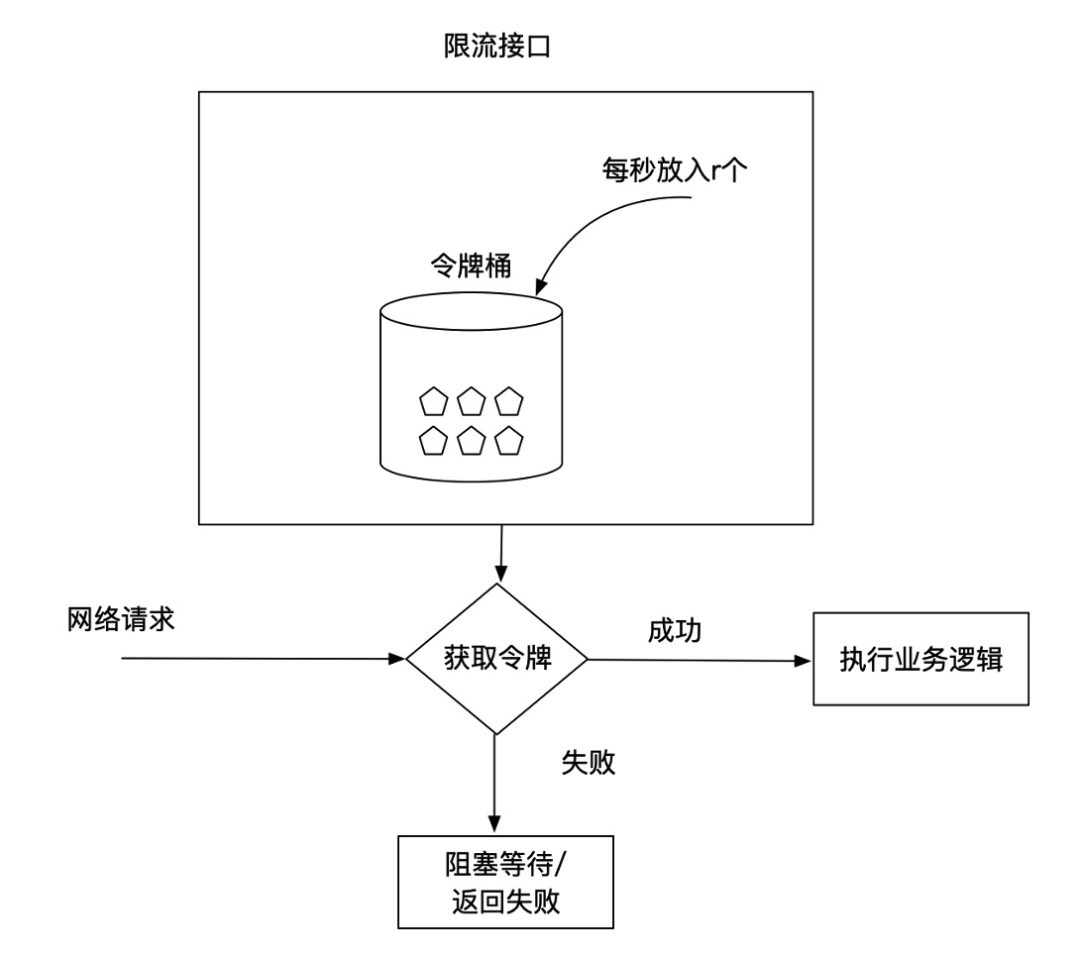 限流接口
每秒放入r个
令牌桶
网络请求
获取令牌
成功
执行业务逻辑
失败
阻塞等待/
返回失败